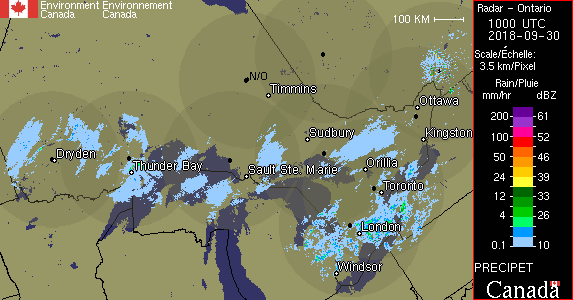 Environment Environnement
Canada Canada
100 KM
N/O
Timmins
Ottawa
Sudbury
Kingston
Dryden
Thunder Bay
Sault Ste. Marie
Orillia
Toronto
London
Windsor
Radar - Ontario
1000 UTC
2018-09-30
Scale/Échelle:
3.5 km/Pixel
Rain/Pluie
mm/hr dBZ
200 61
100 52
50 46
24 39
12 33
4 26
0.1 10
PRECIPET
Canada